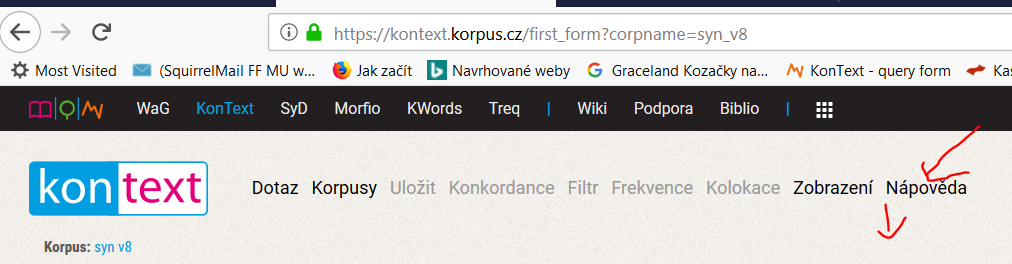 https://kontext.korpus.cz/first_form?corpname=syn_v8
Most Visited (SquirrelMail FF MU w... Jak začít Navrhované weby Graceland Kozačky na... KonText - query form Kas
WaG KonText SyD Morfio KWords Treq | Wiki Podpora Biblio |
kontext Dotaz Korpusy Uložit Konkordance Filtr Frekvence Kolokace Zobrazení Nápověda
Korpus: syn v8